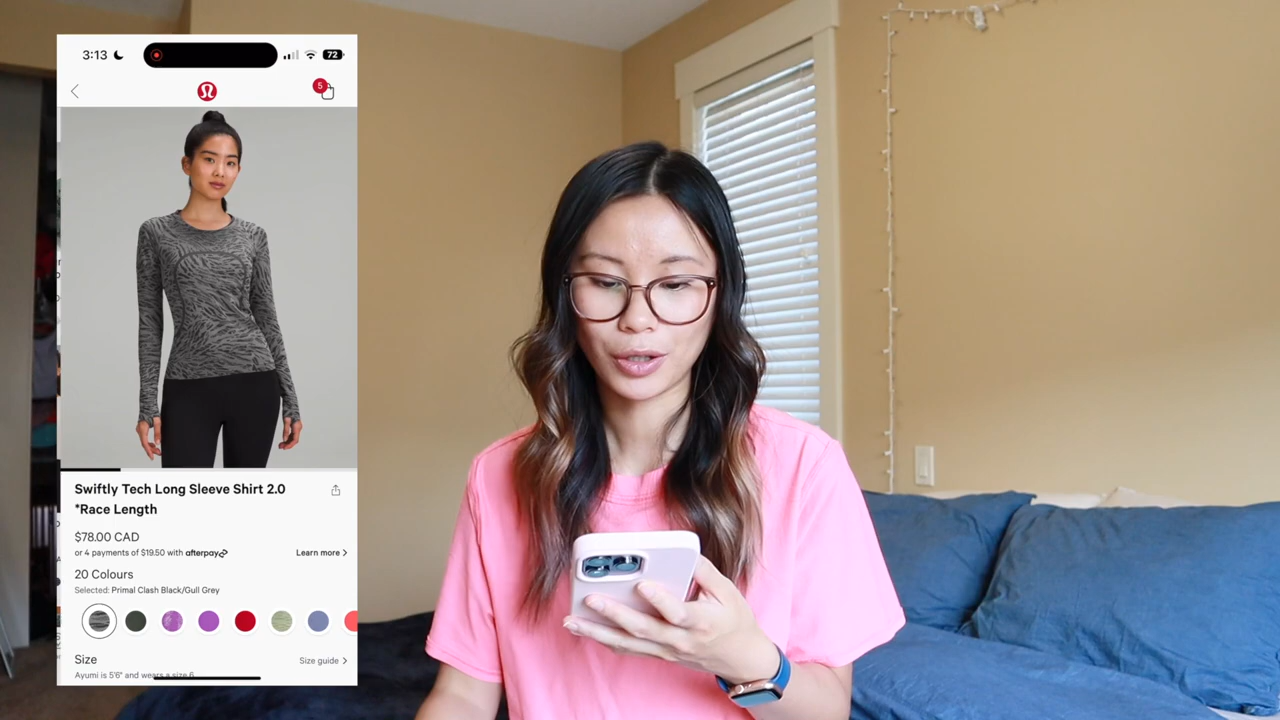 3:13
72
5
Swiftly Tech Long Sleeve Shirt 2.0
*Race Length
$78.00 CAD
or 4 payments of $19.50 with afterpay
Learn more
20 Colours
Selected: Primal Clash Black/Gull Grey
Size
Size guide
Ayumi is 5'6" and wears a size 6